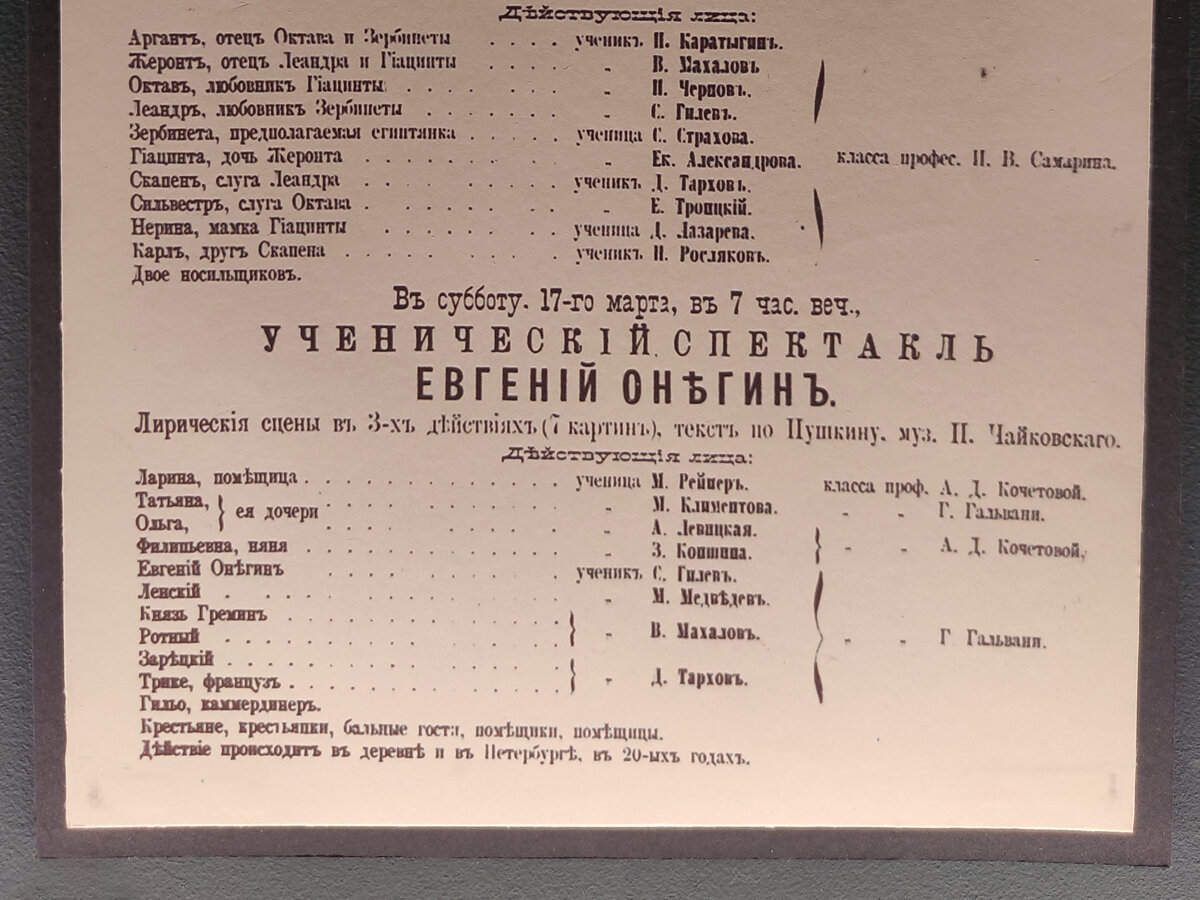 Дѣйствующія лица:
Аргантъ, отецъ Октава и Зербинеты . . . . ученикъ П. Каратыгинъ.
Жеронтъ, отецъ Леандра и Гіацинты . . . . „ В. Махаловъ
Октавъ, любовникъ Гіацинты . . . . . . . „ Н. Черновъ.
Леандръ, любовникъ Зербинеты . . . . . . „ С. Гилевъ.
Зербинета, предполагаемая египтянка . . . . ученица С. Страхова.
Гіацинта, дочь Жеронта . . . . . . . . „ Ек. Александрова. класса профес. И. В. Самарина.
Скапенъ, слуга Леандра . . . . . . . . ученикъ Д. Тарховъ.
Сильвестръ, слуга Октава . . . . . . . . „ Е. Троицкій.
Нерина, мамка Гіацинты . . . . . . . ученица Д. Лазарева.
Карлъ, другъ Скапена . . . . . . . . . ученикъ Н. Росляковъ.
Двое носильщиковъ.
Въ субботу. 17-го марта, въ 7 час. веч.,
УЧЕНИЧЕСКІЙ СПЕКТАКЛЬ
ЕВГЕНІЙ ОНѢГИНЪ.
Лирическія сцены въ 3-хъ дѣйствіяхъ (7 картинъ), текстъ по Пушкину, муз. П. Чайковскаго.
Дѣйствующія лица:
Ларина, помѣщица . . . . . . . . . . ученица М. Рейнеръ. класса проф. А. Д. Кочетовой.
Татьяна, . . . . . . . . . „ М. Климентова. „ „ Г. Гальвани.
ея дочери
Ольга, . . . . . . . . . „ А. Левицкая.
Филипьевна, няня . . . . . . . . . . „ З. Коншина. „ „ А. Д. Кочетовой,
Евгеній Онѣгинъ . . . . . . . . . ученикъ С. Гилевъ.
Ленскій . . . . . . . . . . . . „ М. Медвѣдевъ.
Князь Греминъ . . . . . . . . . .
Ротный . . . . . . . . . . . . „ В. Махаловъ. „ „ Г Гальвани.
Зарѣцкій . . . . . . . . . . . .
Трике, французъ . . . . . . . . . . „ Д. Тарховъ.
Гильо, каммердинеръ.
Крестьяне, крестьянки, бальные гости, помѣщики, помѣщицы.
Дѣйствіе происходитъ въ деревнѣ и въ Петербургѣ, въ 20-ыхъ годахъ.